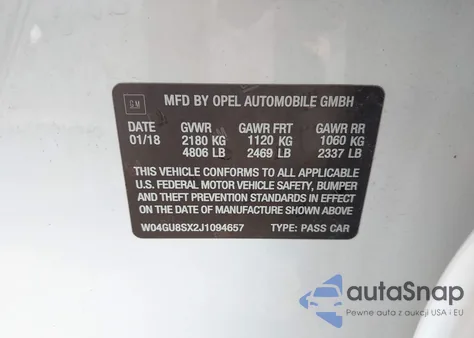 GM MFD BY OPEL AUTOMOBILE GMBH
DATE GVWR GAWR FRT GAWR RR
01/18 2180 KG 1120 KG 1060 KG
4806 LB 2469 LB 2337 LB
THIS VEHICLE CONFORMS TO ALL APPLICABLE
U.S. FEDERAL MOTOR VEHICLE SAFETY, BUMPER
AND THEFT PREVENTION STANDARDS IN EFFECT
ON THE DATE OF MANUFACTURE SHOWN ABOVE
W04GU8SX2J1094657 TYPE: PASS CAR
autoSnap
Pewne auta z aukcji USA i EU